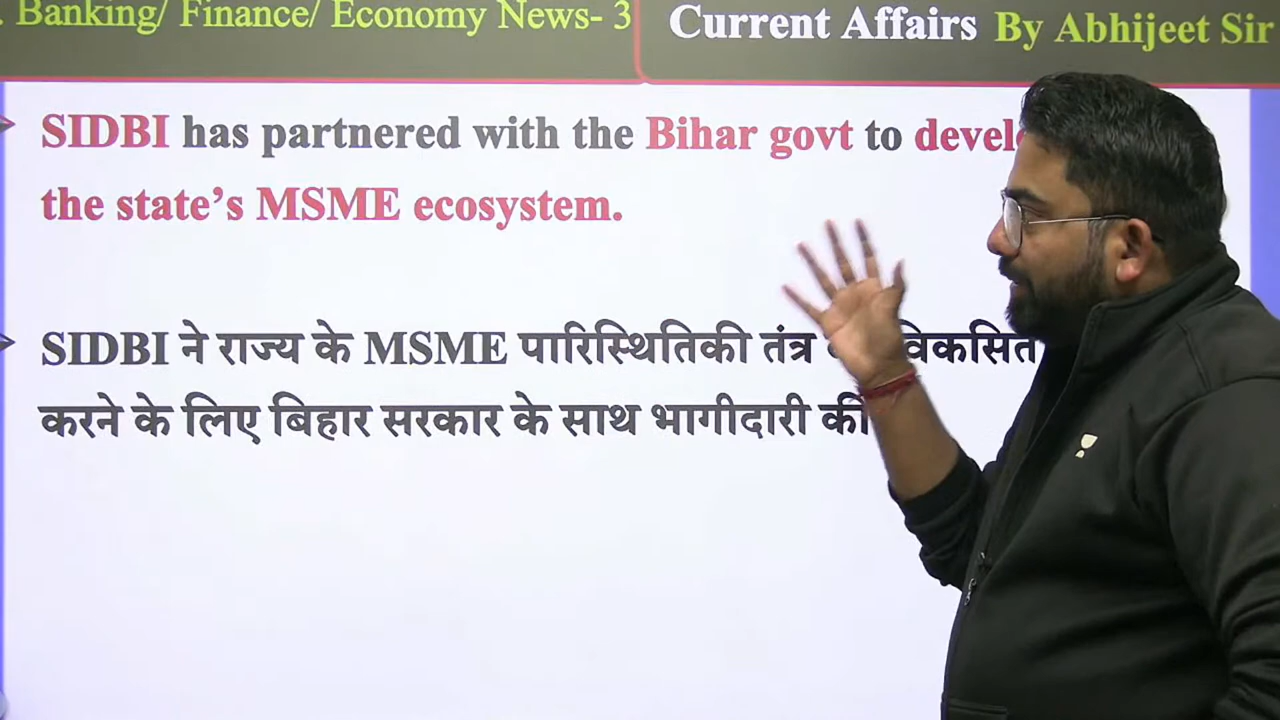 . Banking/ Finance/ Economy News- 3
Current Affairs By Abhijeet Sir
SIDBI has partnered with the Bihar govt to
the state's MSME ecosystem.
SIDBI ने राज्य के MSME पारिस्थितिकी तंत्र विकसित
करने के लिए बिहार सरकार के साथ भागीदारी की